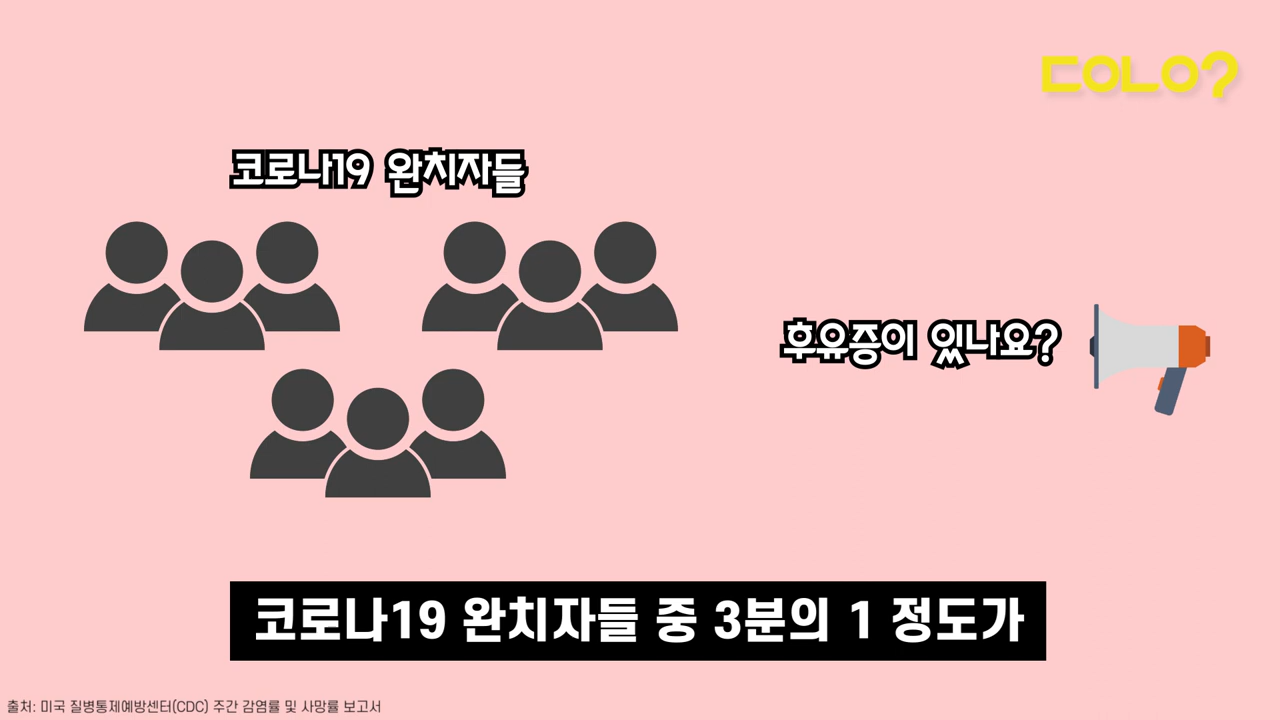 코로나19 완치자들
후유증이 있나요?
코로나19 완치자들 중 3분의 1 정도가
출처: 미국 질병통제예방센터(CDC) 주간 감염률 및 사망률 보고서